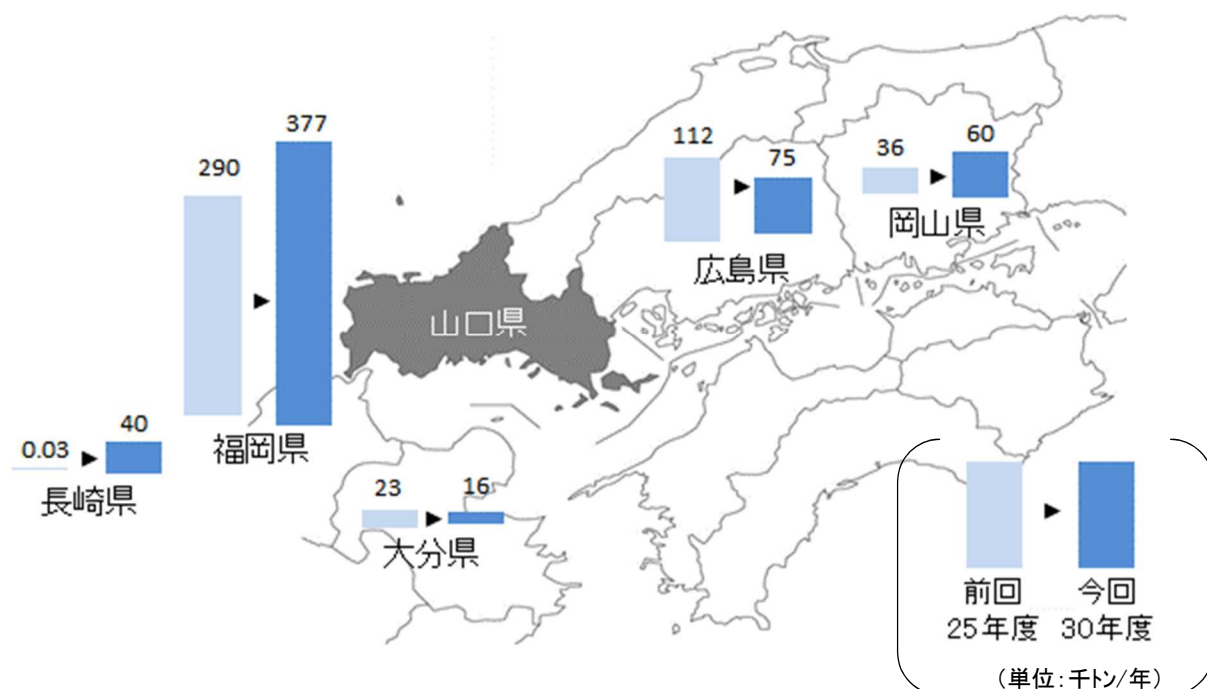 377
290
112
75
36
60
岡山県
広島県
山口県
0.03
40
福岡県
長崎県
23
16
大分県
前回
今回
25年度
30年度
（単位：千トン/年）